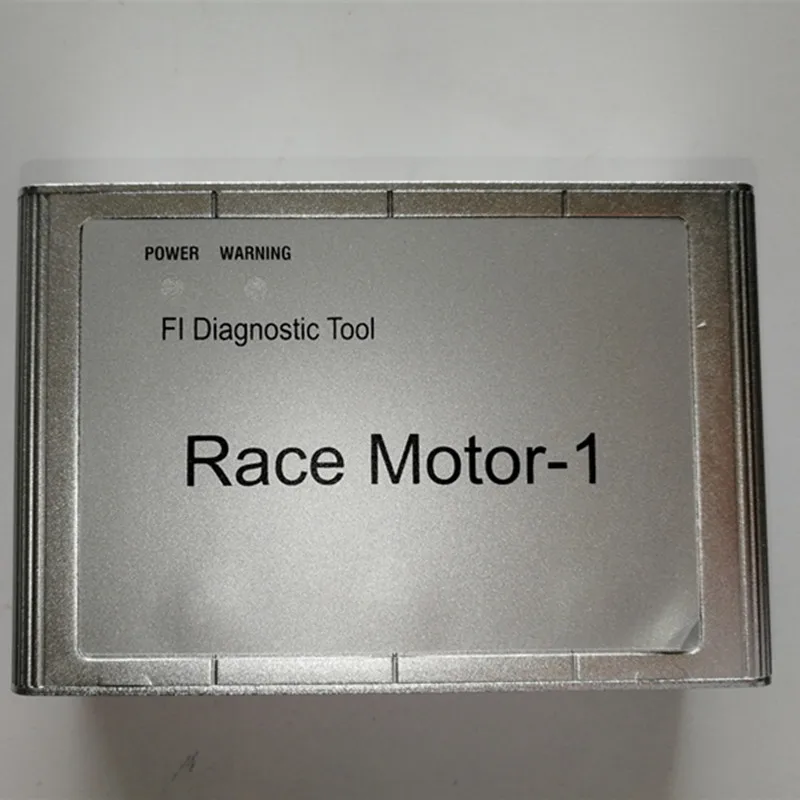 POWER WARNING
FI Diagnostic Tool
Race Motor-1